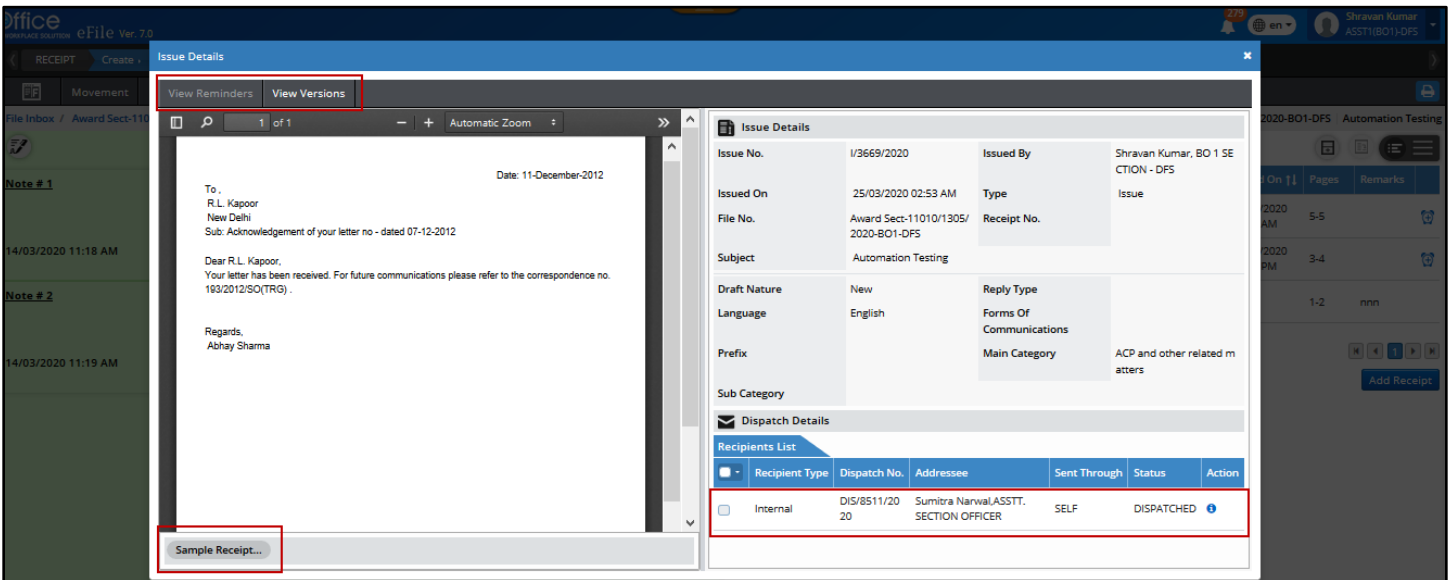 Office
WORKPLACE SOLUTION eFile Ver. 7.0
279
en
Shravan Kumar
ASST1(BO1)-DFS
RECEIPT Create
Movement
File Inbox / Award Sect-110
2020-BO1-DFS Automation Testing
Note # 1
14/03/2020 11:18 AM
Note # 2
14/03/2020 11:19 AM
Issue Details
View Reminders View Versions
1 of 1 Automatic Zoom
Date: 11-December-2012
To ,
R.L. Kapoor
New Delhi
Sub: Acknowledgement of your letter no - dated 07-12-2012
Dear R.L. Kapoor,
Your letter has been received. For future communications please refer to the correspondence no.
193/2012/SO(TRG) .
Regards,
Abhay Sharma
Sample Receipt...
Issue Details
Issue No. I/3669/2020 Issued By Shravan Kumar, BO 1 SE
CTION - DFS
Issued On 25/03/2020 02:53 AM Type Issue
File No. Award Sect-11010/1305/ Receipt No.
2020-BO1-DFS
Subject Automation Testing
Draft Nature New Reply Type
Language English Forms Of
Communications
Prefix Main Category ACP and other related m
atters
Sub Category
Dispatch Details
Recipients List
Recipient Type Dispatch No. Addressee Sent Through Status Action
Internal DIS/8511/20 Sumitra Narwal,ASSTT. SELF DISPATCHED
20 SECTION OFFICER
d On Pages Remarks
/2020 5-5
AM
/2020 3-4
PM
1-2 nnn
1
Add Receipt